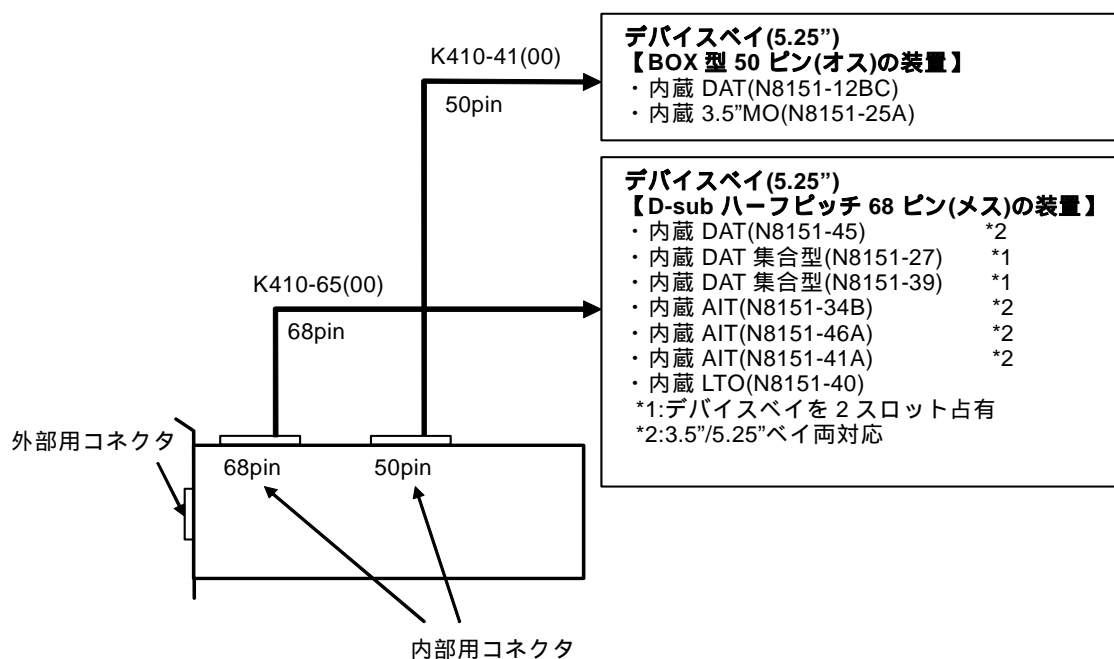 デバイスベイ(5.25”)
【BOX 型 50 ピン(オス)の装置】
・内蔵 DAT(N8151-12BC)
・内蔵 3.5”MO(N8151-25A)
K410-41(00)
50pin
デバイスベイ(5.25”)
【D-sub ハーフピッチ 68 ピン(メス)の装置】
・内蔵 DAT(N8151-45) *2
・内蔵 DAT 集合型(N8151-27) *1
・内蔵 DAT 集合型(N8151-39) *1
・内蔵 AIT(N8151-34B) *2
・内蔵 AIT(N8151-46A) *2
・内蔵 AIT(N8151-41A) *2
・内蔵 LTO(N8151-40)
*1:デバイスベイを 2 スロット占有
*2:3.5”/5.25”ベイ両対応
K410-65(00)
68pin
外部用コネクタ
68pin 50pin
内部用コネクタ